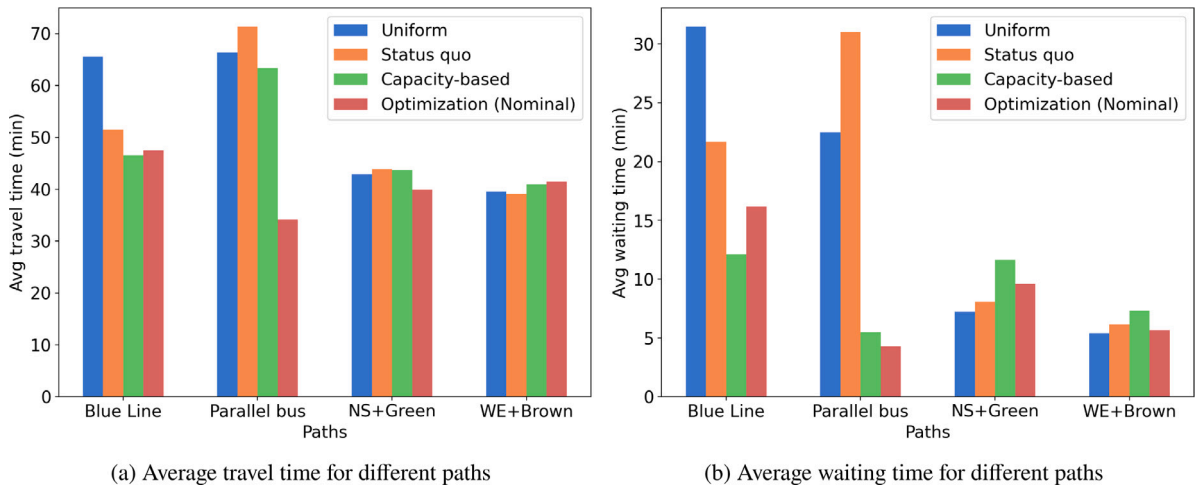 70
60
50
40
30
20
10
0
Avg travel time (min)
Uniform
Status quo
Capacity-based
Optimization (Nominal)
Blue Line Parallel bus NS+Green WE+Brown
Paths
(a) Average travel time for different paths
30
25
20
15
10
5
0
Avg waiting time (min)
Uniform
Status quo
Capacity-based
Optimization (Nominal)
Blue Line Parallel bus NS+Green WE+Brown
Paths
(b) Average waiting time for different paths